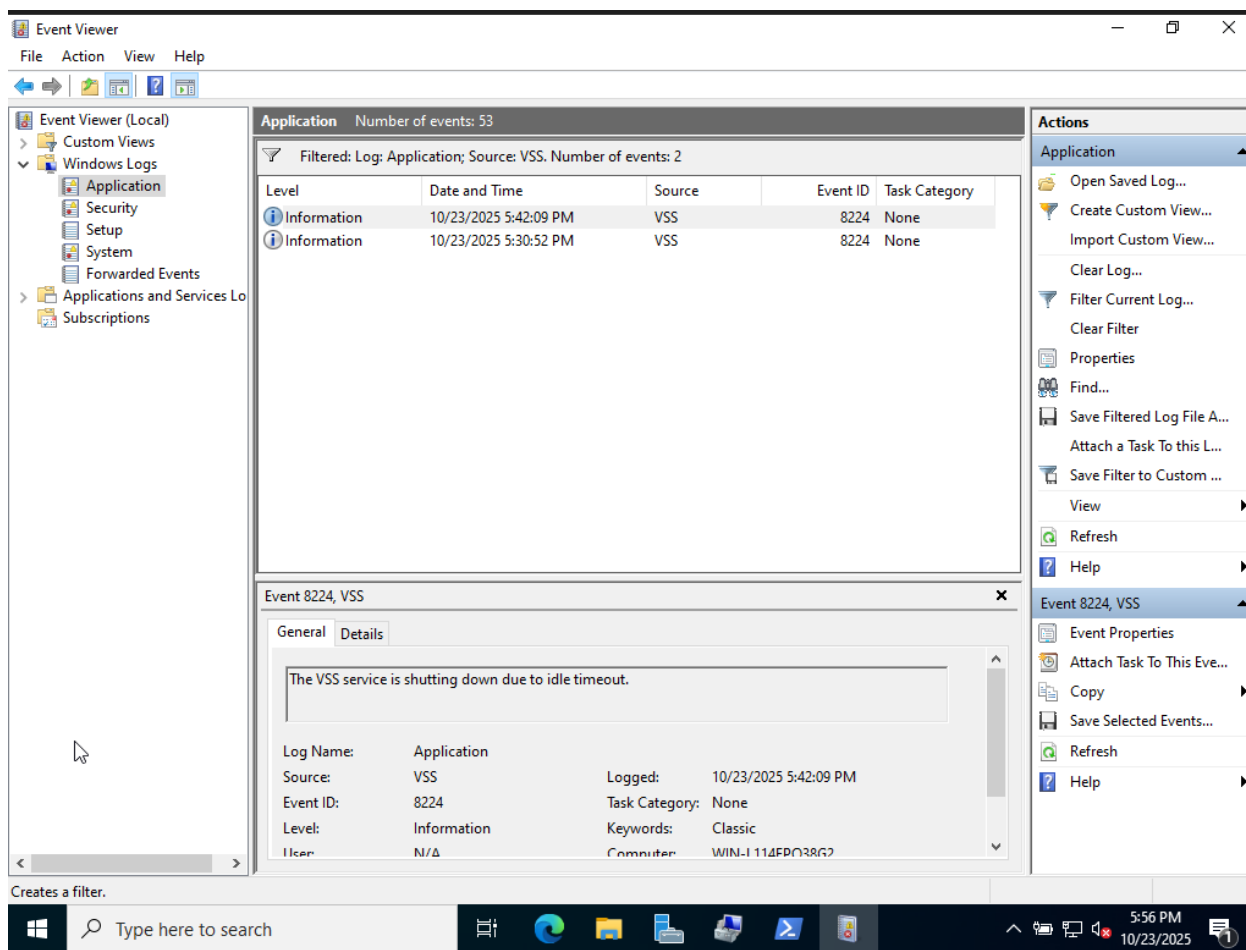 Event Viewer
File Action View Help
Event Viewer (Local)
Custom Views
Windows Logs
Application
Security
Setup
System
Forwarded Events
Applications and Services Lo
Subscriptions
Application Number of events: 53
Filtered: Log: Application; Source: VSS. Number of events: 2
Level Date and Time Source Event ID Task Category
Information 10/23/2025 5:42:09 PM VSS 8224 None
Information 10/23/2025 5:30:52 PM VSS 8224 None
Event 8224, VSS
General Details
The VSS service is shutting down due to idle timeout.
Log Name: Application
Source: VSS Logged: 10/23/2025 5:42:09 PM
Event ID: 8224 Task Category: None
Level: Information Keywords: Classic
User: N/A Computer:
Actions
Application
Open Saved Log...
Create Custom View...
Import Custom View...
Clear Log...
Filter Current Log...
Clear Filter
Properties
Find...
Save Filtered Log File A...
Attach a Task To this L...
Save Filter to Custom ...
View
Refresh
Help
Event 8224, VSS
Event Properties
Attach Task To This Eve...
Copy
Save Selected Events...
Refresh
Help
Creates a filter.
Type here to search
5:56 PM
10/23/2025
1